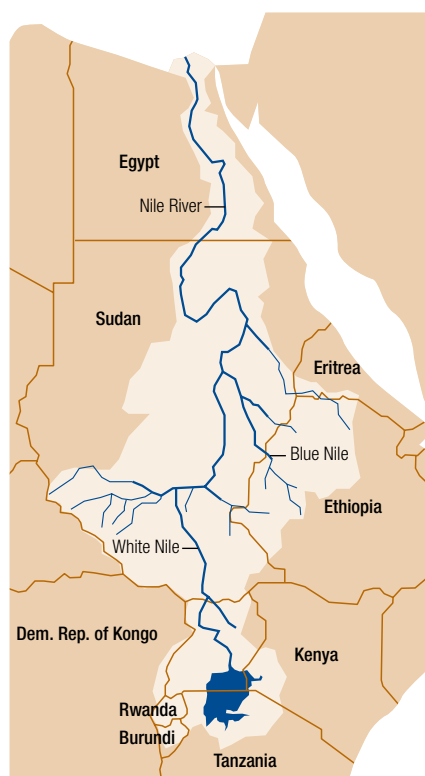 Egypt
Nile River
Sudan
Eritrea
Blue Nile
Ethiopia
White Nile
Dem. Rep. of Kongo
Kenya
Rwanda
Burundi
Tanzania